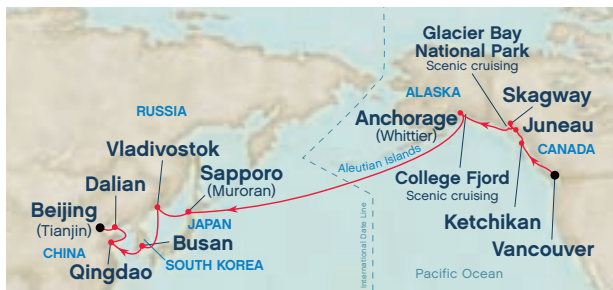 Glacier Bay
National Park
Scenic cruising
ALASKA
Skagway
RUSSIA
Anchorage
(Whittier)
Juneau
CANADA
Vladivostok
Aleutian Islands
Sapporo
(Muroran)
College Fjord
Scenic cruising
Dalian
Beijing
(Tianjin)
JAPAN
Ketchikan
Busan
CHINA
SOUTH KOREA
Vancouver
Qingdao
International Date Line
Pacific Ocean